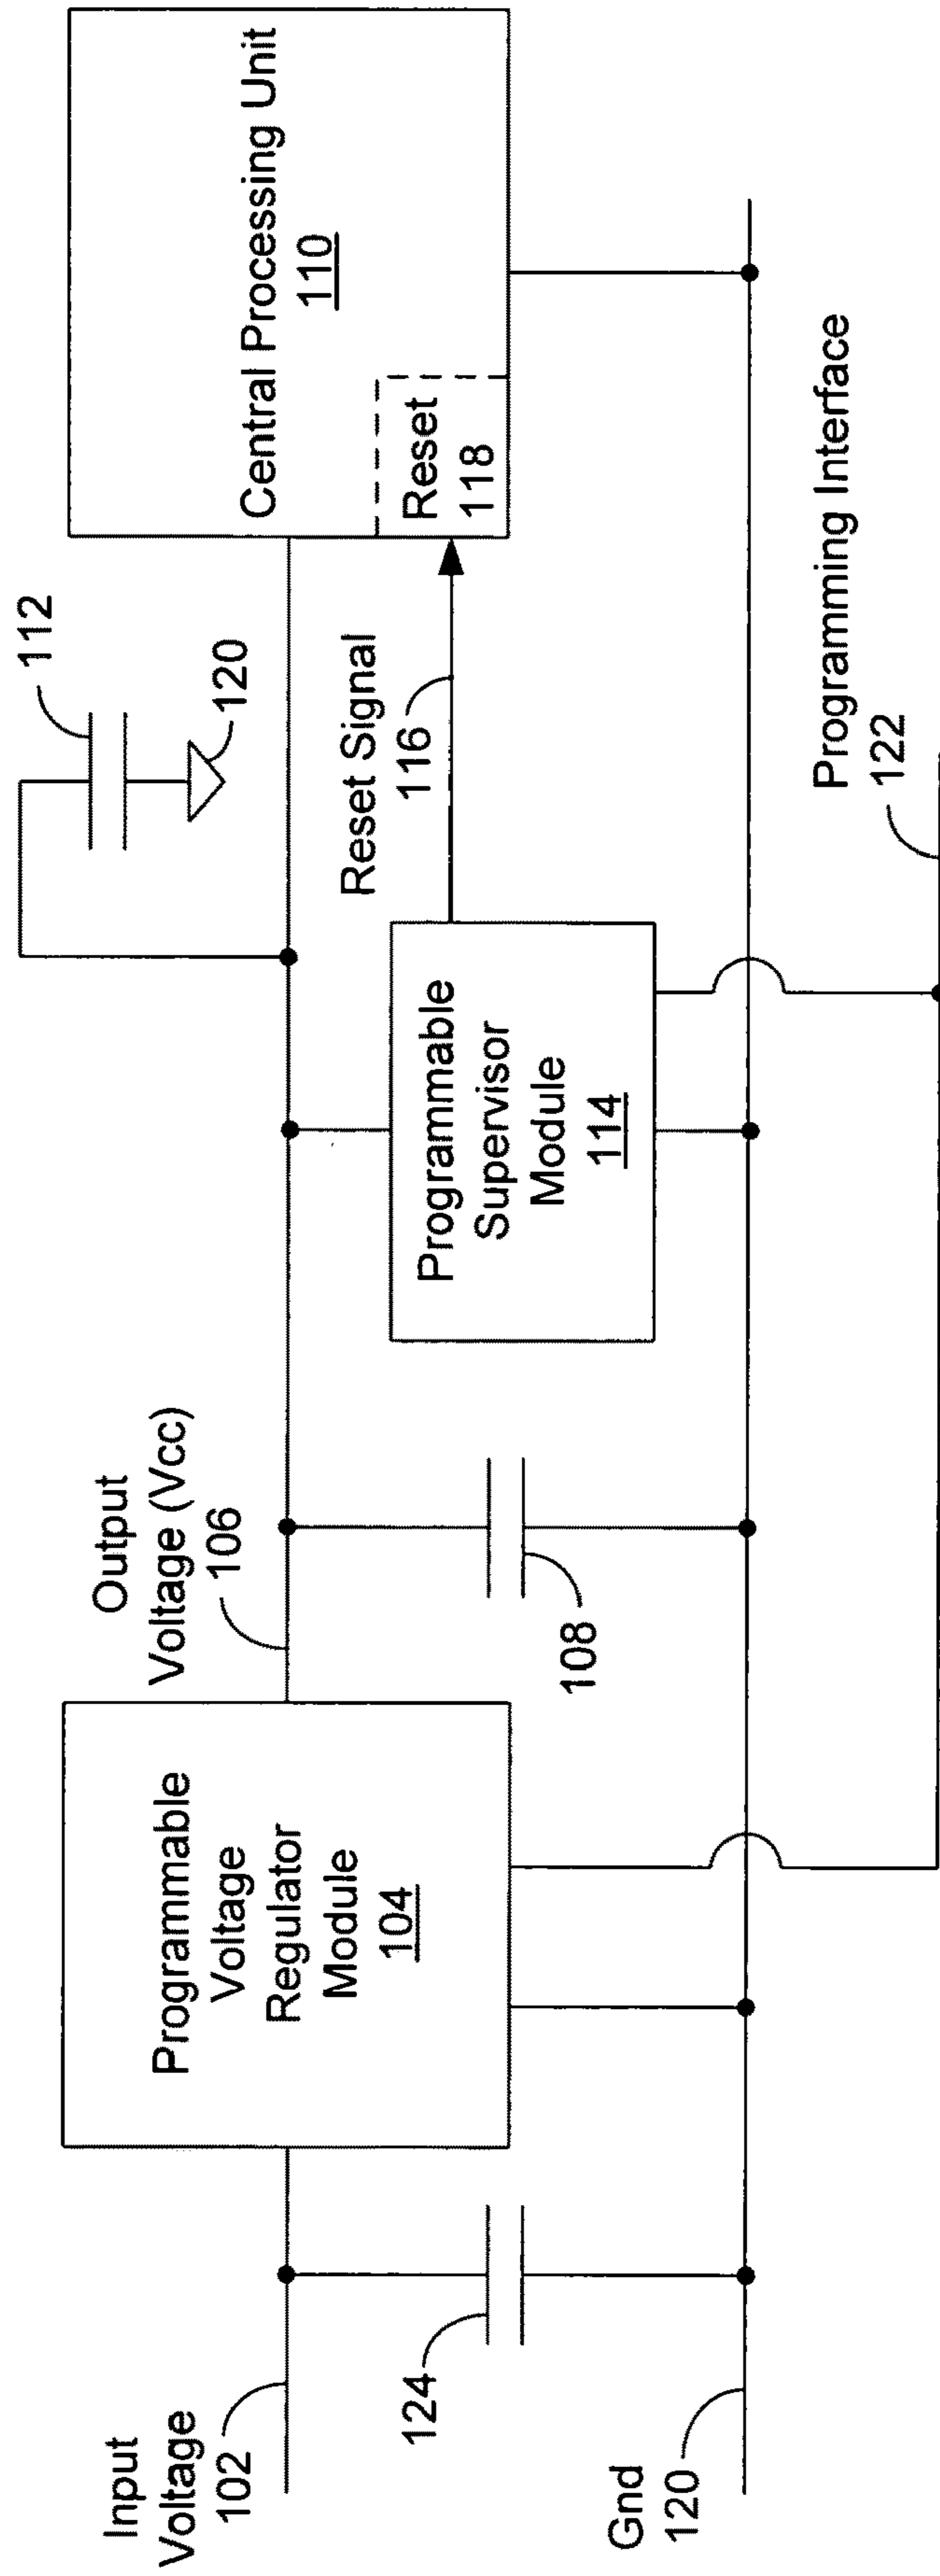 Input
Voltage
102
124
Gnd
120
Programmable
Voltage
Regulator
Module
104
Output
Voltage (Vcc)
106
108
Programmable
Supervisor
Module
114
112
120
Reset Signal
116
Central Processing Unit
110
Reset
118
Programming Interface
122